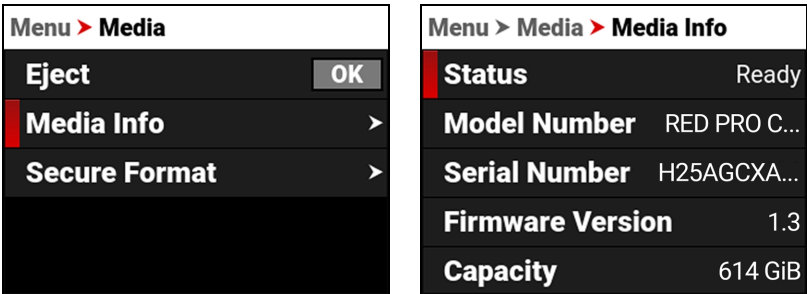 Menu ➤ Media
Eject OK
Media Info ➤
Secure Format ➤
Menu ➤ Media ➤ Media Info
Status Ready
Model Number RED PRO C...
Serial Number H25AGCXA...
Firmware Version 1.3
Capacity 614 GiB